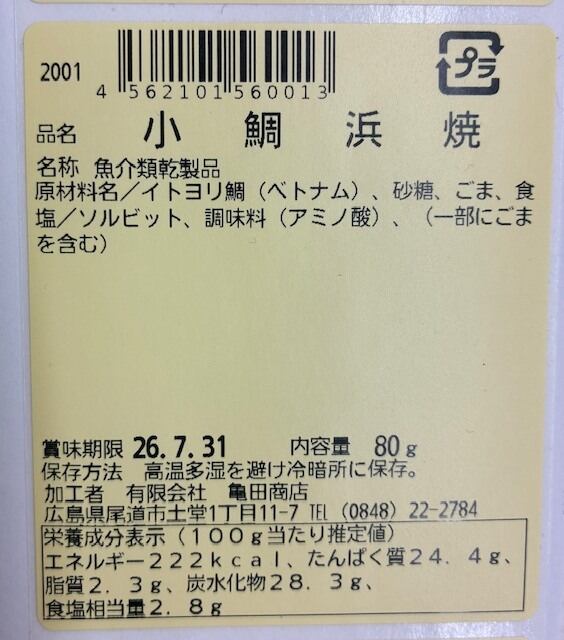 2001
4 562101 560013
プラ
品名 小鯛浜焼
名称 魚介類乾製品
原材料名／イトヨリ鯛（ベトナム）、砂糖、ごま、食
塩／ソルビット、調味料（アミノ酸）、（一部にごま
を含む）
賞味期限 26.7.31 内容量 80g
保存方法 高温多湿を避け冷暗所に保存。
加工者 有限会社 亀田商店
広島県尾道市土堂1丁目11-7 TEL（0848）22-2784
栄養成分表示（100g当たり推定値）
エネルギー222kcal、たんぱく質24.4g、
脂質2.3g、炭水化物28.3g、
食塩相当量2.8g